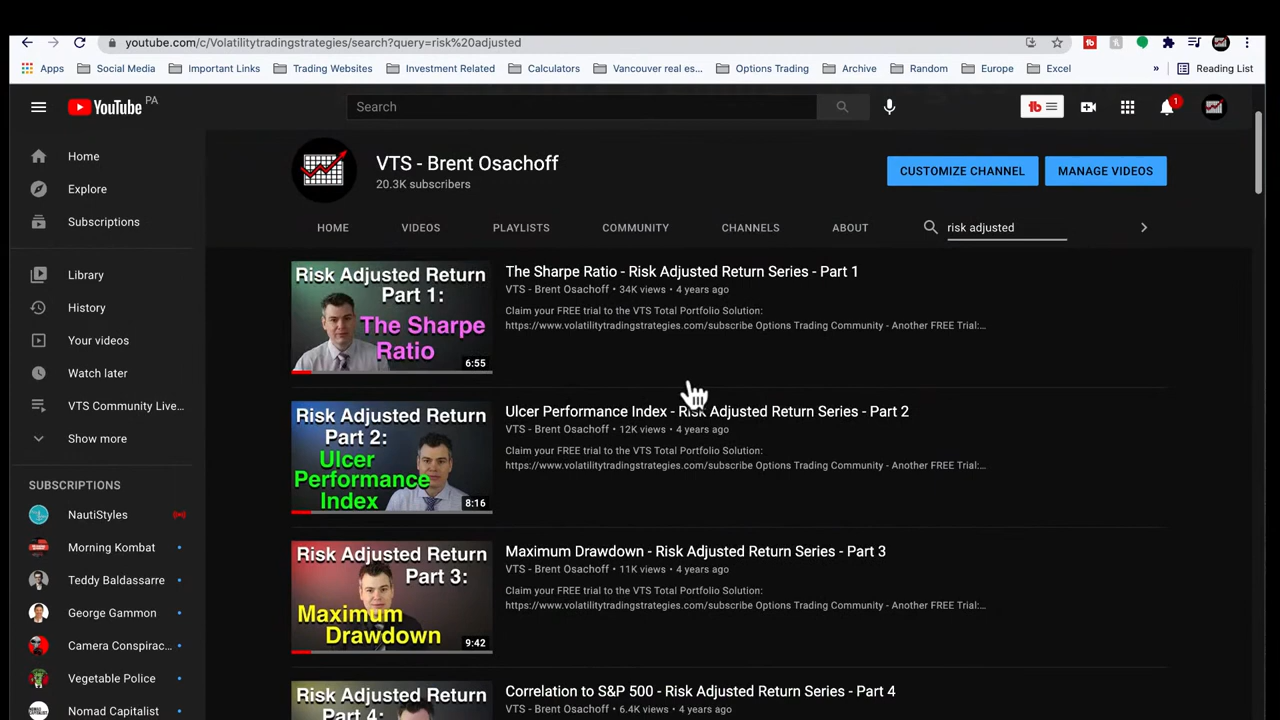 youtube.com/c/Volatilitytradingstrategies/search?query=risk%20adjusted
Apps Social Media Important Links Trading Websites Investment Related Calculators Vancouver real es... Options Trading Archive Random Europe Excel » Reading List
YouTube PA
Search
tb
1
Home
Explore
Subscriptions
Library
History
Your videos
Watch later
VTS Community Live...
Show more
SUBSCRIPTIONS
NautiStyles
Morning Kombat
Teddy Baldassarre
George Gammon
Camera Conspirac...
Vegetable Police
Nomad Capitalist
VTS - Brent Osachoff
20.3K subscribers
CUSTOMIZE CHANNEL
MANAGE VIDEOS
HOME VIDEOS PLAYLISTS COMMUNITY CHANNELS ABOUT risk adjusted
Risk Adjusted Return
Part 1:
The Sharpe
Ratio
6:55
The Sharpe Ratio - Risk Adjusted Return Series - Part 1
VTS - Brent Osachoff • 34K views • 4 years ago
Claim your FREE trial to the VTS Total Portfolio Solution:
https://www.volatilitytradingstrategies.com/subscribe Options Trading Community - Another FREE Trial:...
Risk Adjusted Return
Part 2:
Ulcer
Performance
Index
8:16
Ulcer Performance Index - Risk Adjusted Return Series - Part 2
VTS - Brent Osachoff • 12K views • 4 years ago
Claim your FREE trial to the VTS Total Portfolio Solution:
https://www.volatilitytradingstrategies.com/subscribe Options Trading Community - Another FREE Trial:...
Risk Adjusted Return
Part 3:
Maximum
Drawdown
9:42
Maximum Drawdown - Risk Adjusted Return Series - Part 3
VTS - Brent Osachoff • 11K views • 4 years ago
Claim your FREE trial to the VTS Total Portfolio Solution:
https://www.volatilitytradingstrategies.com/subscribe Options Trading Community - Another FREE Trial:...
Risk Adjusted Return
Part 4:
Correlation to S&P 500 - Risk Adjusted Return Series - Part 4
VTS - Brent Osachoff • 6.4K views • 4 years ago